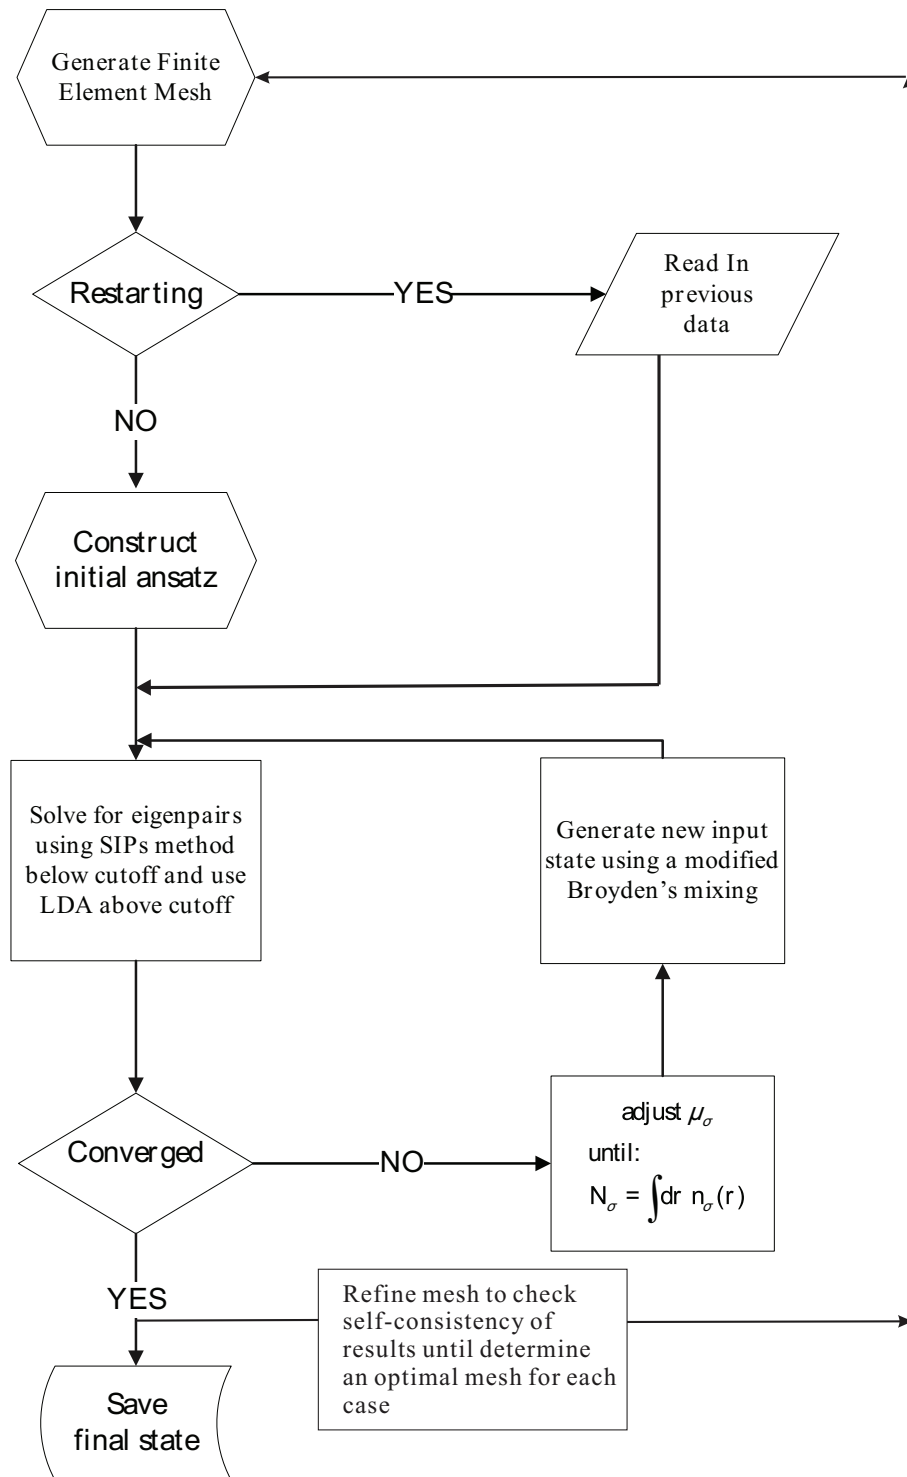 Generate Finite
Element Mesh
Restarting
YES
Read In
previous
data
NO
Construct
initial ansatz
Solve for eigenpairs
using SIPs method
below cutoff and use
LDA above cutoff
Generate new input
state using a modified
Broyden's mixing
Converged
NO
adjust μσ
until:
Nσ = ∫dr nσ(r)
YES
Refine mesh to check
self-consistency of
results until determine
an optimal mesh for each
case
Save
final state